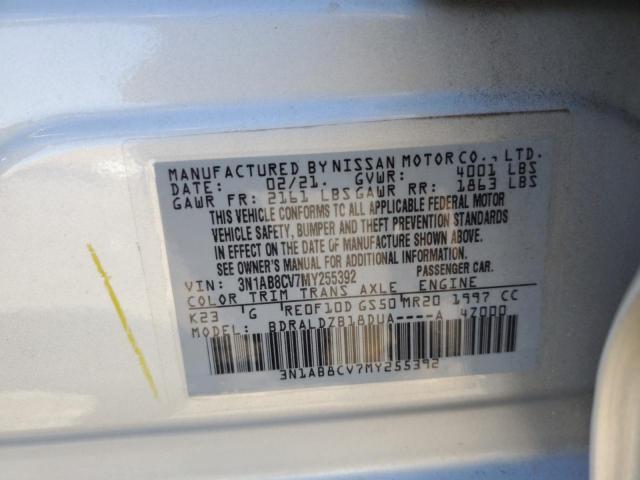 MANUFACTURED BY NISSAN MOTOR CO., LTD.
DATE: 02/21. GVWR: 4001 LBS
GAWR FR: 2161 LBS GAWR RR: 1863 LBS
THIS VEHICLE CONFORMS TO ALL APPLICABLE FEDERAL MOTOR
VEHICLE SAFETY, BUMPER AND THEFT PREVENTION STANDARDS
IN EFFECT ON THE DATE OF MANUFACTURE SHOWN ABOVE.
SEE OWNER'S MANUAL FOR ADDITIONAL INFORMATION.
VIN: 3N1AB8CV7MY255392 PASSENGER CAR.
COLOR TRIM TRANS AXLE ENGINE
K23 G RE0F10D GS50 MR20 1997 CC
MODEL: BDRALDZB18DUA----A 4Z000
3N1AB8CV7MY255392